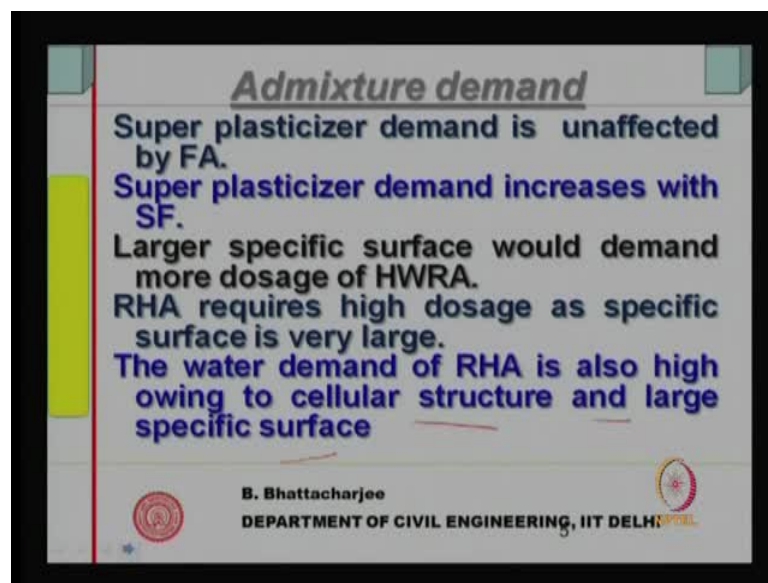 Admixture demand
Super plasticizer demand is unaffected
by FA.
Super plasticizer demand increases with
SF.
Larger specific surface would demand
more dosage of HWRA.
RHA requires high dosage as specific
surface is very large.
The water demand of RHA is also high
owing to cellular structure and large
specific surface
B. Bhattacharjee
DEPARTMENT OF CIVIL ENGINEERING, IIT DELHI
5
NPTEL